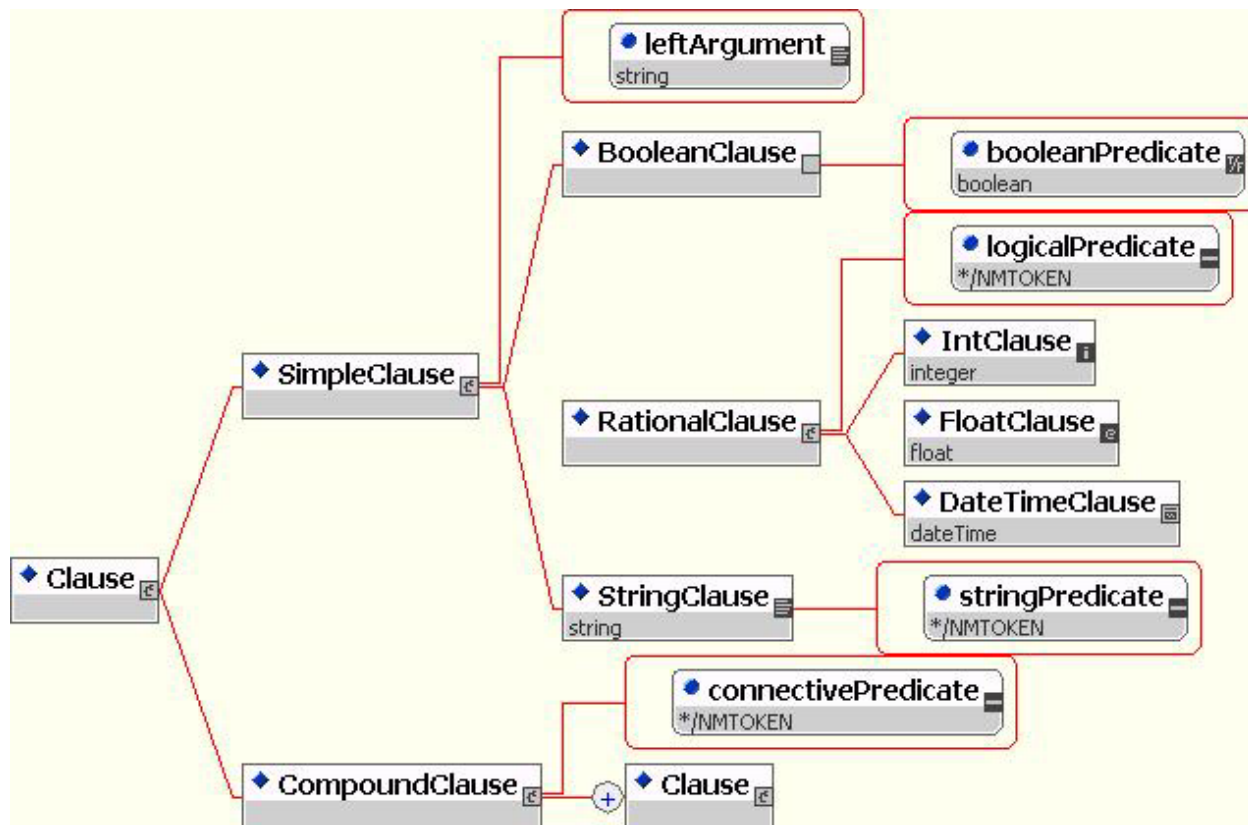 leftArgument
string
BooleanClause
booleanPredicate
boolean
logicalPredicate
*/NMTOKEN
IntClause
integer
SimpleClause
RationalClause
FloatClause
float
DateTimeClause
dateTime
Clause
StringClause
string
stringPredicate
*/NMTOKEN
connectivePredicate
*/NMTOKEN
CompoundClause
+
Clause